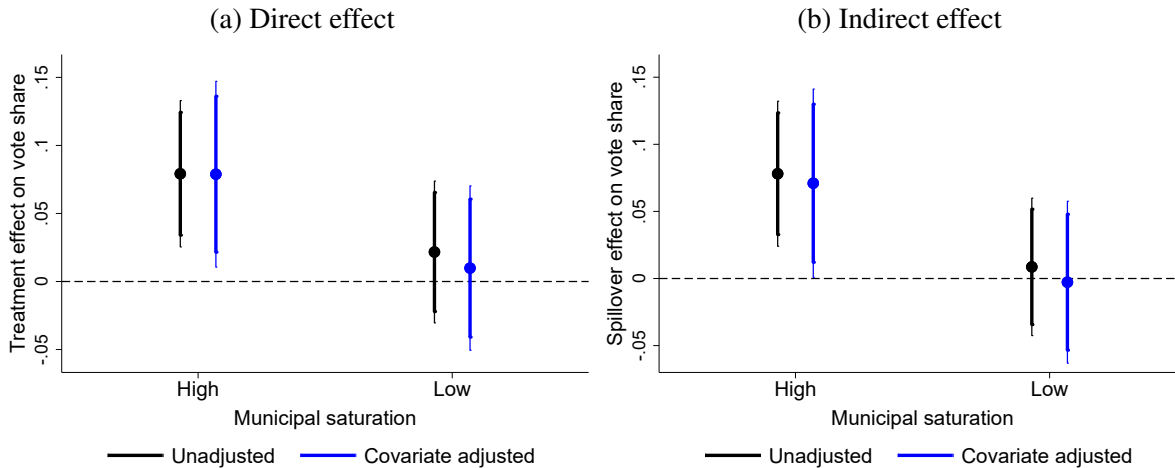 (a) Direct effect
Treatment effect on vote share
.15
.1
.05
0
-.05
High
Low
Municipal saturation
Unadjusted
Covariate adjusted
(b) Indirect effect
Spillover effect on vote share
.15
.1
.05
0
-.05
High
Low
Municipal saturation
Unadjusted
Covariate adjusted